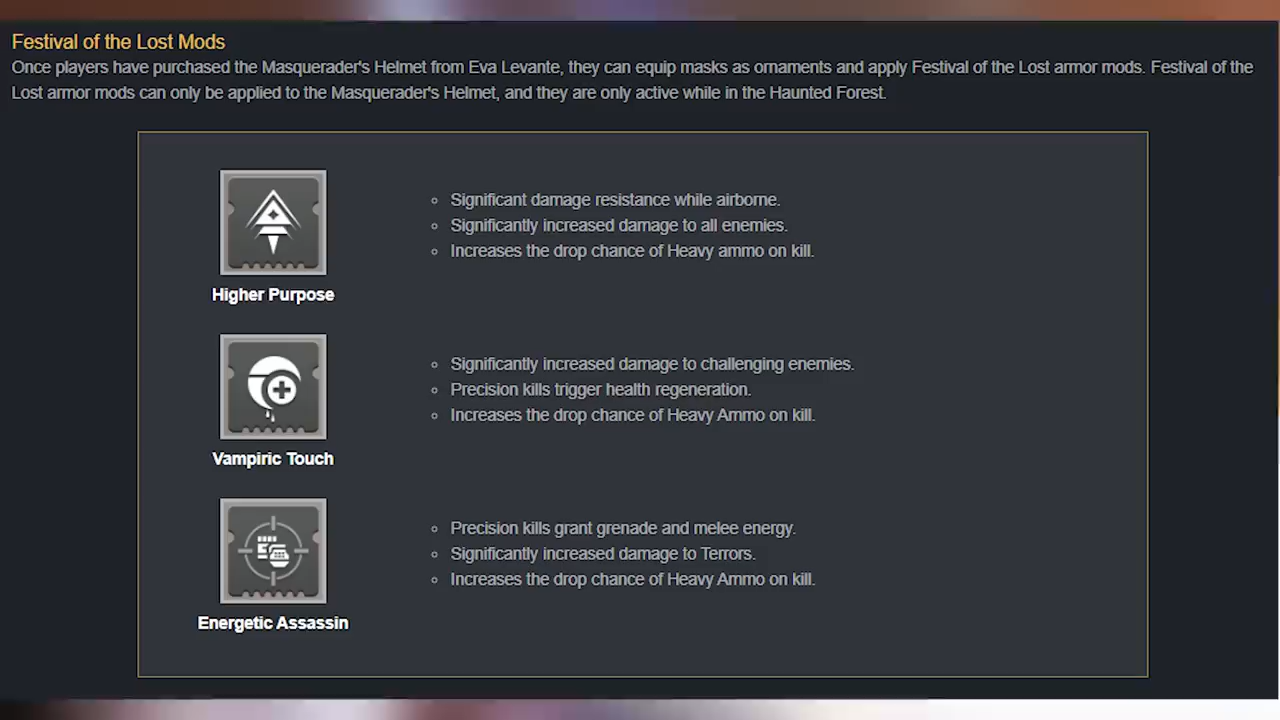 Festival of the Lost Mods
Once players have purchased the Masquerader's Helmet from Eva Levante, they can equip masks as ornaments and apply Festival of the Lost armor mods. Festival of the
Lost armor mods can only be applied to the Masquerader's Helmet, and they are only active while in the Haunted Forest.
Significant damage resistance while airborne.
Significantly increased damage to all enemies.
Increases the drop chance of Heavy ammo on kill.
Higher Purpose
Significantly increased damage to challenging enemies.
Precision kills trigger health regeneration.
Increases the drop chance of Heavy Ammo on kill.
Vampiric Touch
Precision kills grant grenade and melee energy.
Significantly increased damage to Terrors.
Increases the drop chance of Heavy Ammo on kill.
Energetic Assassin